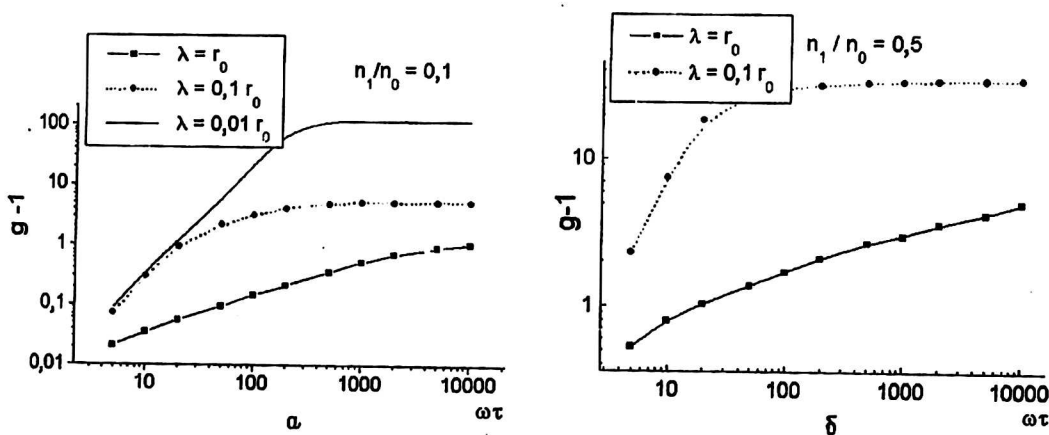 λ = r₀
λ = 0,1 r₀
λ = 0,01 r₀
n₁/n₀ = 0,1
100
10
1
0,1
0,01
g -1
10
100
1000
10000
ωτ
a
λ = r₀
λ = 0,1 r₀
n₁ / n₀ = 0,5
10
1
g-1
10
100
1000
10000
ωτ
δ